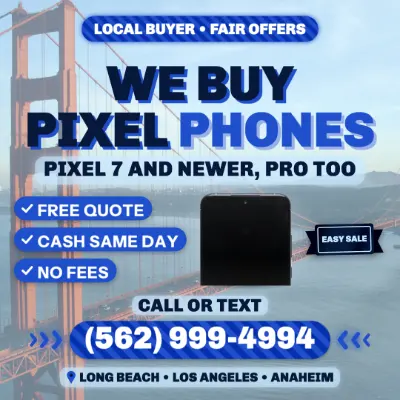 LOCAL BUYER • FAIR OFFERS
WE BUY
PIXEL PHONES
PIXEL 7 AND NEWER, PRO TOO
FREE QUOTE
CASH SAME DAY
NO FEES
EASY SALE
CALL OR TEXT
(562) 999-4994
LONG BEACH • LOS ANGELES • ANAHEIM